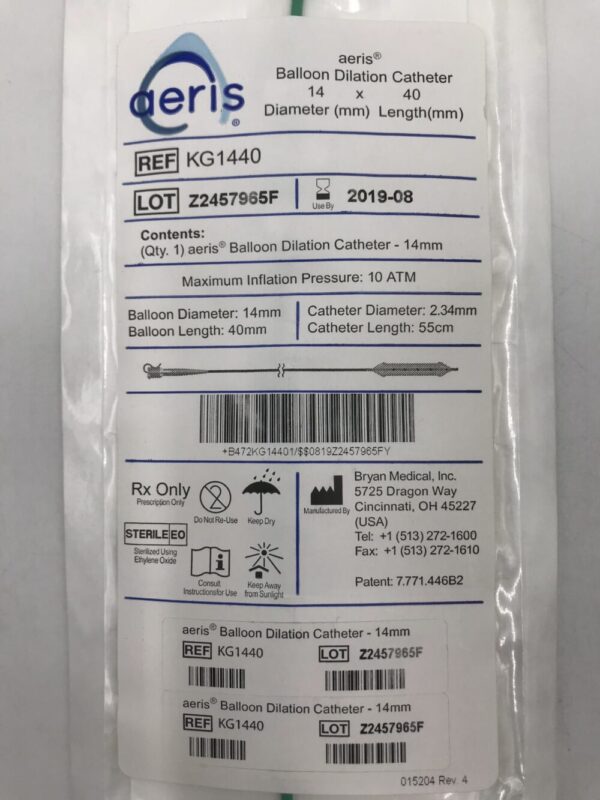 aeris®
aeris®
Balloon Dilation Catheter
14 x 40
Diameter (mm) Length(mm)
REF KG1440
LOT Z2457965F
Use By
2019-08
Contents:
(Qty. 1) aeris® Balloon Dilation Catheter - 14mm
Maximum Inflation Pressure: 10 ATM
Balloon Diameter: 14mm
Balloon Length: 40mm
Catheter Diameter: 2.34mm
Catheter Length: 55cm
+B472KG14401/$$0819Z2457965FY
Rx Only
Prescription Only
2
Do Not Re-Use
Keep Dry
STERILE EO
Sterilized Using
Ethylene Oxide
i
Consult
Instructions for Use
Keep Away
from Sunlight
Manufactured By
Bryan Medical, Inc.
5725 Dragon Way
Cincinnati, OH 45227
(USA)
Tel: +1 (513) 272-1600
Fax: +1 (513) 272-1610
Patent: 7.771.446B2
aeris® Balloon Dilation Catheter - 14mm
REF KG1440 LOT Z2457965F
aeris® Balloon Dilation Catheter - 14mm
REF KG1440 LOT Z2457965F
015204 Rev. 4